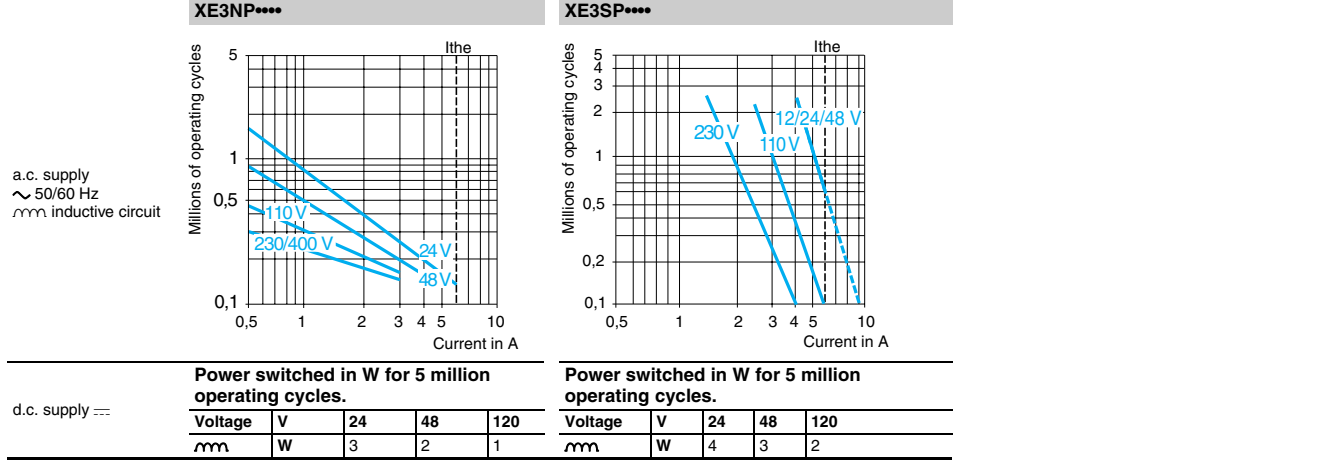 XE3NP••••
XE3SP••••
a.c. supply
50/60 Hz
inductive circuit
Millions of operating cycles
5
1
0,5
0,1
Ithe
110 V
230/400 V
24 V
48 V
0,5 1 2 3 4 5 10
Current in A
Millions of operating cycles
5
4
3
2
1
0,5
0,2
0,1
Ithe
230 V
110 V
12/24/48 V
0,5 1 2 3 4 5 10
Current in A
d.c. supply
Power switched in W for 5 million
operating cycles.
Voltage V 24 48 120
W 3 2 1
Power switched in W for 5 million
operating cycles.
Voltage V 24 48 120
W 4 3 2